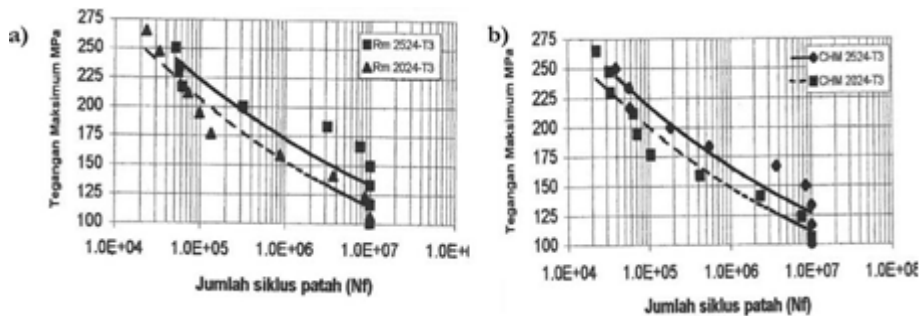 a)
Tegangan Maksimum MPa
275
250
225
200
175
150
125
100
Rm 2524-T3
Rm 2024-T3
1.0E+04 1.0E+05 1.0E+06 1.0E+07 1.0E+08
Jumlah siklus patah (Nf)
b)
Tegangan Maksimum MPa
275
250
225
200
175
150
125
100
CHM 2524-T3
CHM 2024-T3
1.0E+04 1.0E+05 1.0E+06 1.0E+07 1.0E+08
Jumlah siklus patah (Nf)